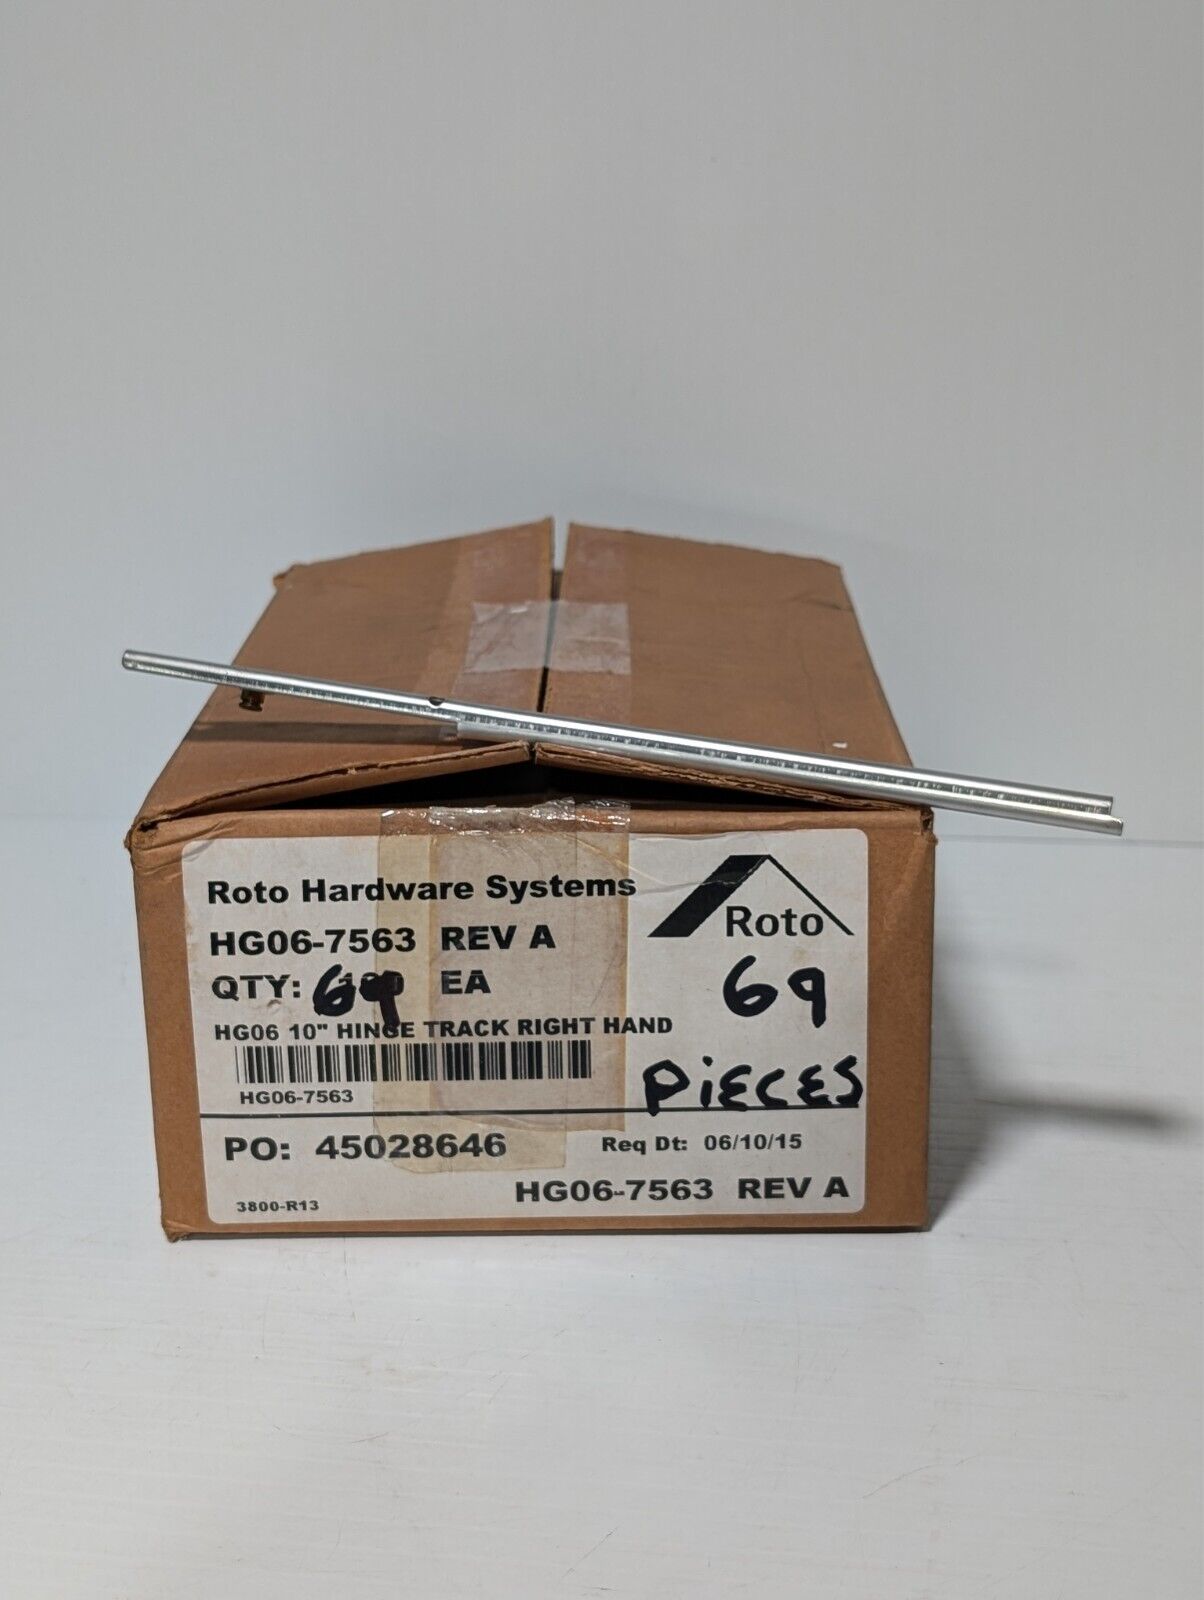 Roto Hardware Systems
Roto
HG06-7563 REV A
QTY: 69 EA
69
HG06 10" HINGE TRACK RIGHT HAND
PiECES
HG06-7563
PO: 45028646 Req Dt: 06/10/15
HG06-7563 REV A
3800-R13